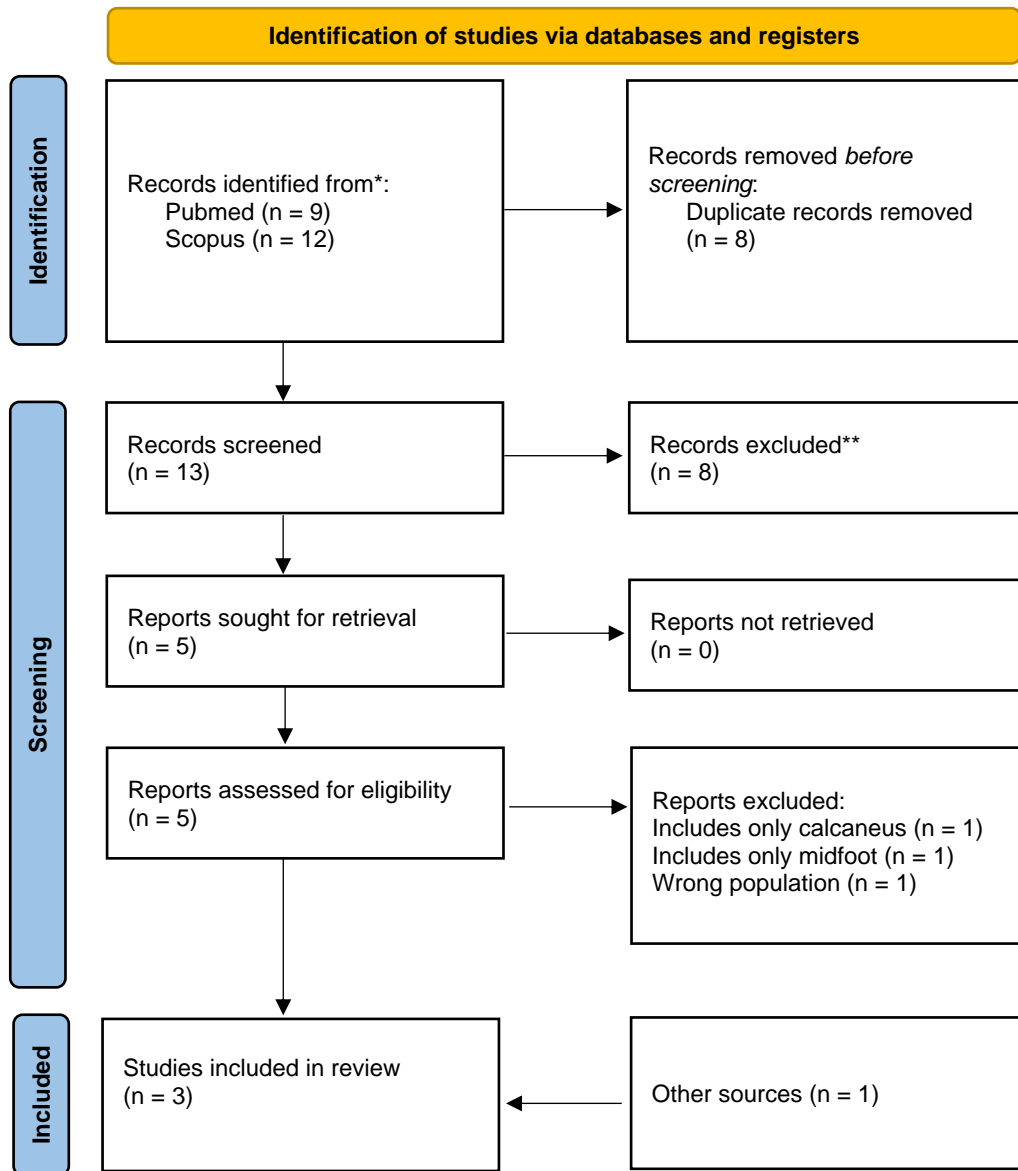 Identification of studies via databases and registers
Identification
Records identified from*:
Pubmed (n = 9)
Scopus (n = 12)
Records removed before
screening:
Duplicate records removed
(n = 8)
Screening
Records screened
(n = 13)
Records excluded**
(n = 8)
Reports sought for retrieval
(n = 5)
Reports not retrieved
(n = 0)
Reports assessed for eligibility
(n = 5)
Reports excluded:
Includes only calcaneus (n = 1)
Includes only midfoot (n = 1)
Wrong population (n = 1)
Included
Studies included in review
(n = 3)
Other sources (n = 1)